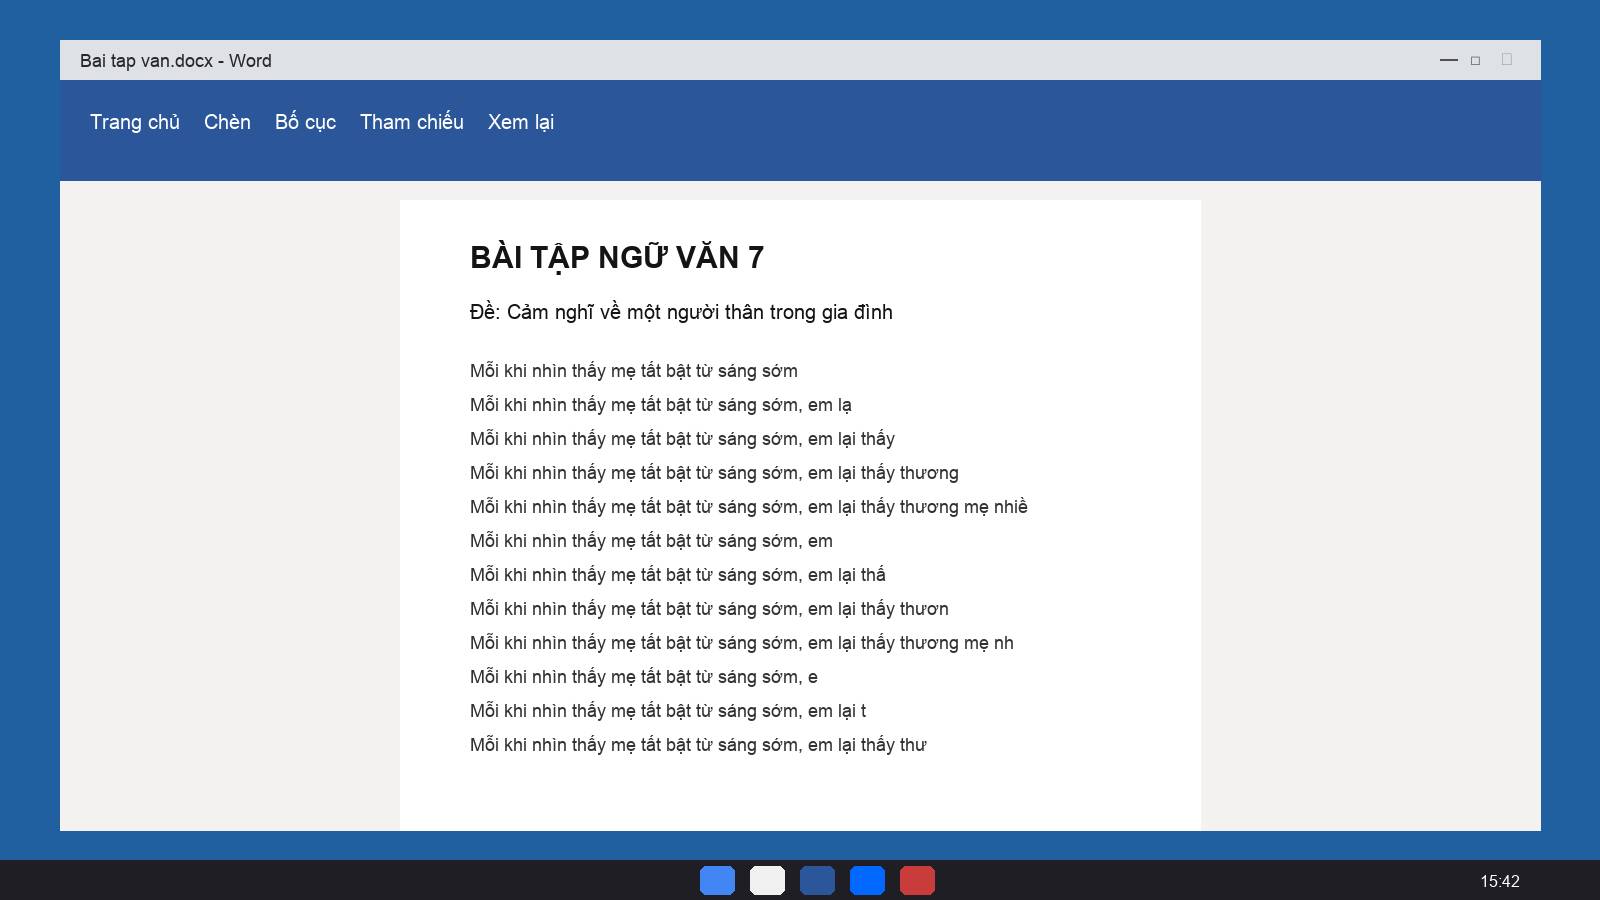 Bai tap van.docx - Word
Trang chủ Chèn Bố cục Tham chiếu Xem lại
BÀI TẬP NGỮ VĂN 7
Đề: Cảm nghĩ về một người thân trong gia đình
Mỗi khi nhìn thấy mẹ tất bật từ sáng sớm
Mỗi khi nhìn thấy mẹ tất bật từ sáng sớm, em lạ
Mỗi khi nhìn thấy mẹ tất bật từ sáng sớm, em lại thấy
Mỗi khi nhìn thấy mẹ tất bật từ sáng sớm, em lại thấy thương
Mỗi khi nhìn thấy mẹ tất bật từ sáng sớm, em lại thấy thương mẹ nhiề
Mỗi khi nhìn thấy mẹ tất bật từ sáng sớm, em
Mỗi khi nhìn thấy mẹ tất bật từ sáng sớm, em lại thấ
Mỗi khi nhìn thấy mẹ tất bật từ sáng sớm, em lại thấy thươn
Mỗi khi nhìn thấy mẹ tất bật từ sáng sớm, em lại thấy thương mẹ nh
Mỗi khi nhìn thấy mẹ tất bật từ sáng sớm, e
Mỗi khi nhìn thấy mẹ tất bật từ sáng sớm, em lại t
Mỗi khi nhìn thấy mẹ tất bật từ sáng sớm, em lại thấy thư
15:42